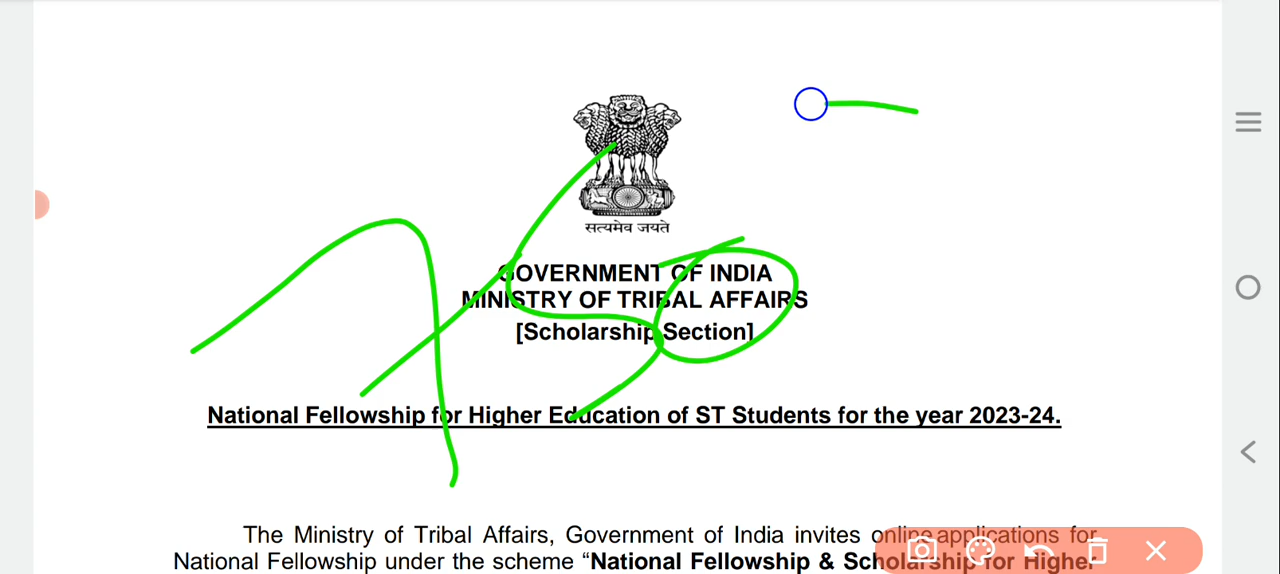 सत्यमेव जयते
GOVERNMENT OF INDIA
MINISTRY OF TRIBAL AFFAIRS
[Scholarship Section]
National Fellowship for Higher Education of ST Students for the year 2023-24.
The Ministry of Tribal Affairs, Government of India invites online applications for
National Fellowship under the scheme “National Fellowship & Scholarship for Higher